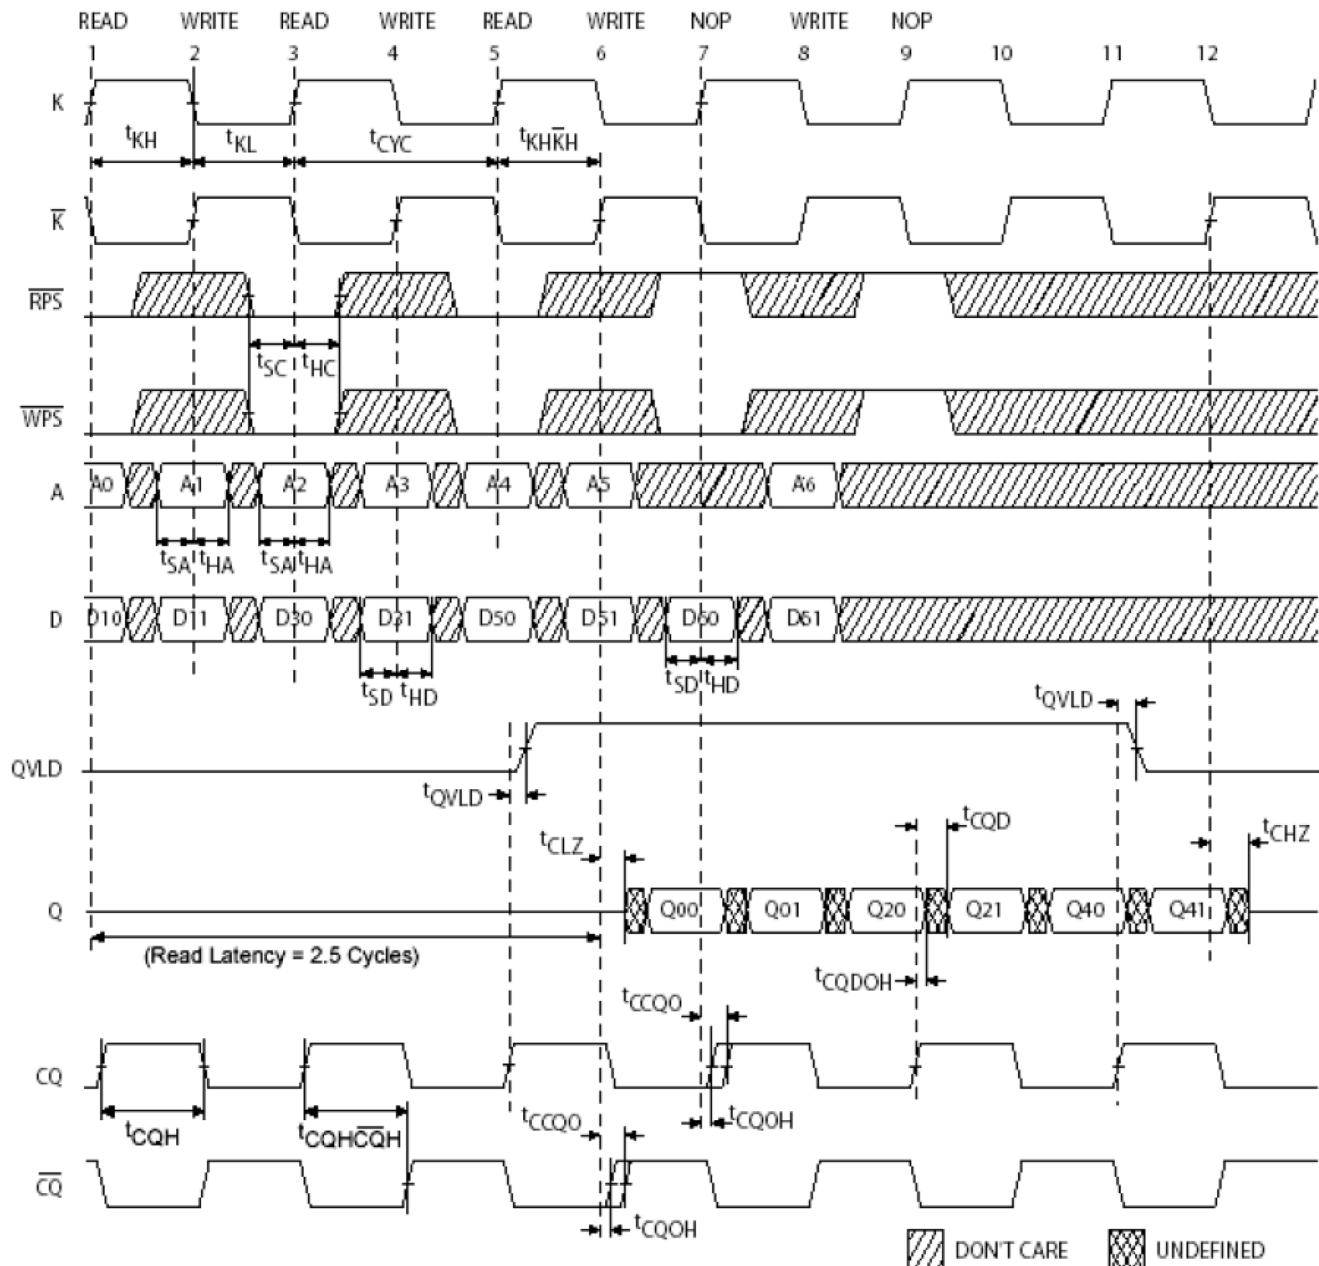 READ WRITE READ WRITE READ WRITE NOP WRITE NOP
1 2 3 4 5 6 7 8 9 10 11 12
K
tKH tKL tCYC tKHK̅H
K̅
R̅P̅S̅
tSC tHC
W̅P̅S̅
A A0 A1 A2 A3 A4 A5 A6
tSA tHA tSA tHA
D D10 D11 D30 D31 D50 D51 D60 D61
tSD tHD tSD tHD
tQVLD
QVLD
tQVLD
tCQD
tCLZ tCHZ
Q Q00 Q01 Q20 Q21 Q40 Q41
(Read Latency = 2.5 Cycles)
tCQDOH
tCCQO
CQ
tCQH tCQHC̅Q̅H tCCQO tCQOH
C̅Q̅
tCQOH
DON'T CARE UNDEFINED